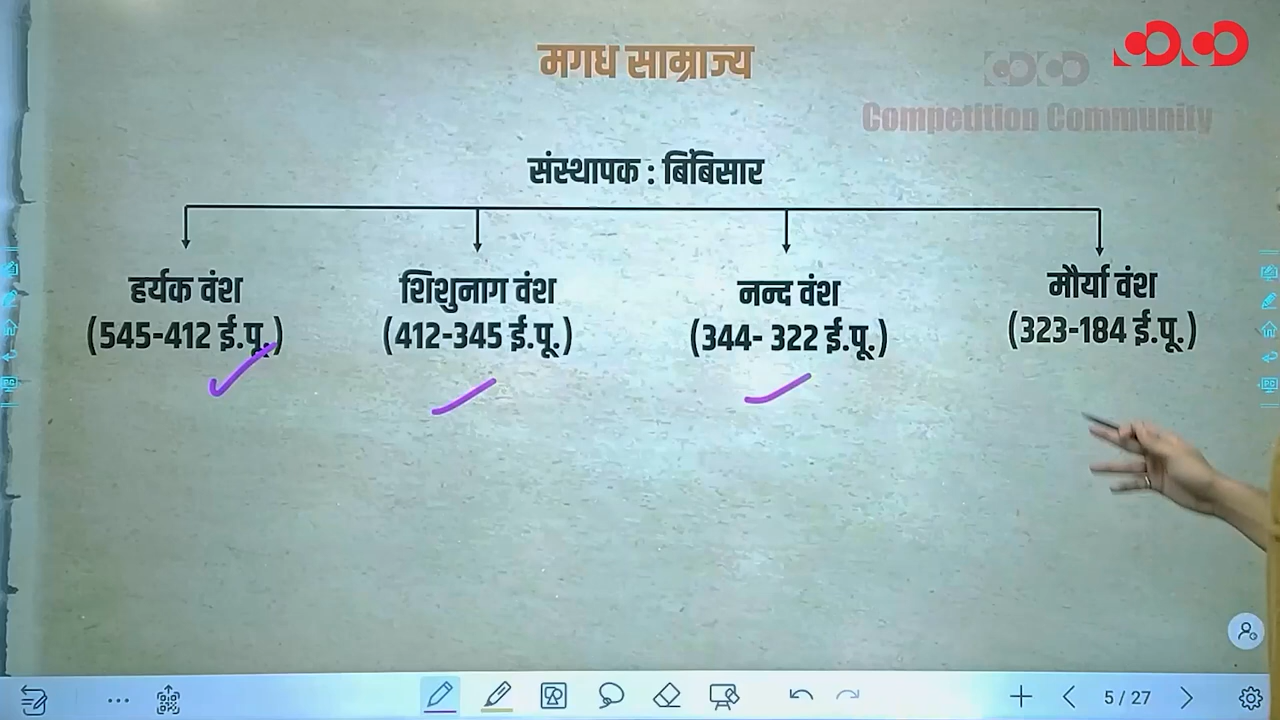 मगध साम्राज्य
Competition Community
संस्थापक : बिंबिसार
हर्यक वंश
(545-412 ई.पू.)
शिशुनाग वंश
(412-345 ई.पू.)
नन्द वंश
(344- 322 ई.पू.)
मौर्या वंश
(323-184 ई.पू.)
5 / 27